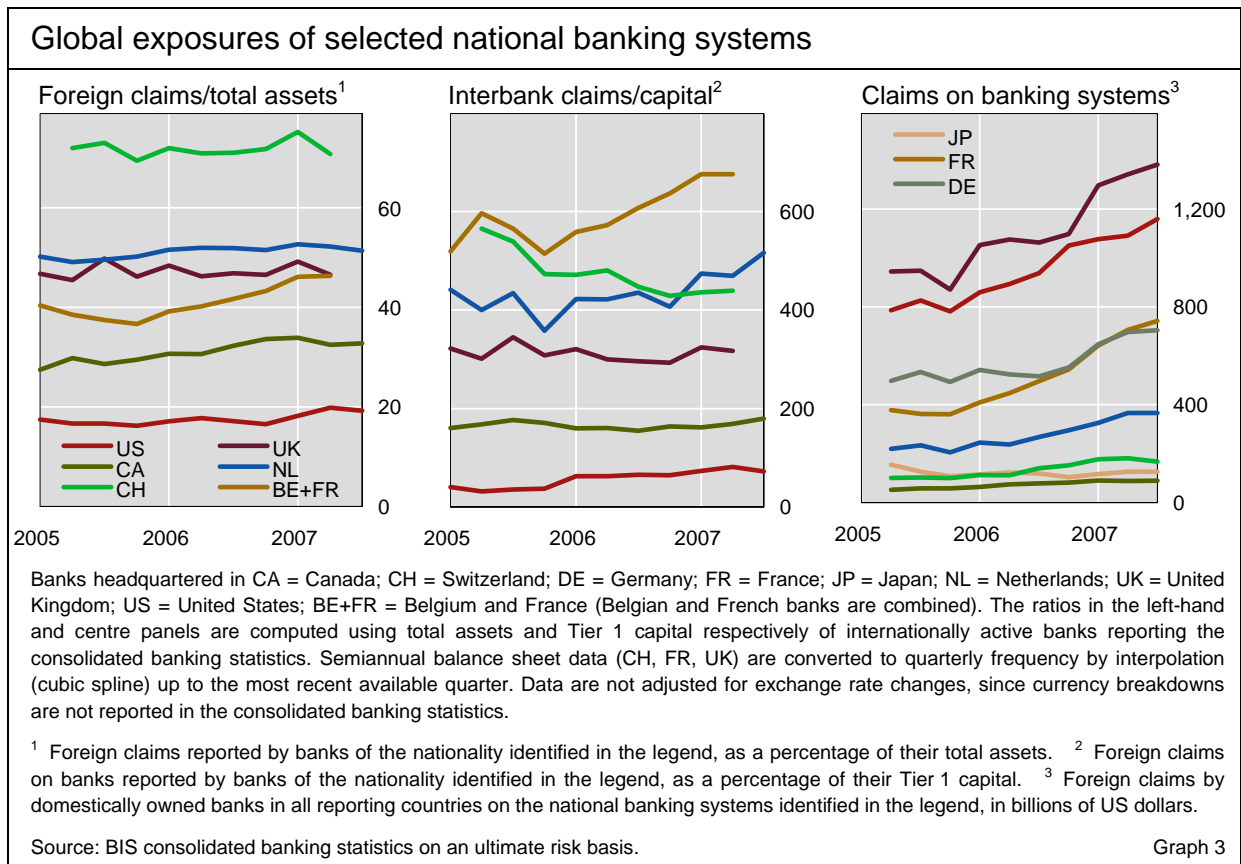 Global exposures of selected national banking systems
Foreign claims/total assets1
60
40
20
0
US
CA
CH
UK
NL
BE+FR
2005 2006 2007
Interbank claims/capital2
600
400
200
0
2005 2006 2007
Claims on banking systems3
JP
FR
DE
1,200
800
400
0
2005 2006 2007
Banks headquartered in CA = Canada; CH = Switzerland; DE = Germany; FR = France; JP = Japan; NL = Netherlands; UK = United
Kingdom; US = United States; BE+FR = Belgium and France (Belgian and French banks are combined). The ratios in the left-hand
and centre panels are computed using total assets and Tier 1 capital respectively of internationally active banks reporting the
consolidated banking statistics. Semiannual balance sheet data (CH, FR, UK) are converted to quarterly frequency by interpolation
(cubic spline) up to the most recent available quarter. Data are not adjusted for exchange rate changes, since currency breakdowns
are not reported in the consolidated banking statistics.
1 Foreign claims reported by banks of the nationality identified in the legend, as a percentage of their total assets. 2 Foreign claims
on banks reported by banks of the nationality identified in the legend, as a percentage of their Tier 1 capital. 3 Foreign claims by
domestically owned banks in all reporting countries on the national banking systems identified in the legend, in billions of US dollars.
Source: BIS consolidated banking statistics on an ultimate risk basis. Graph 3